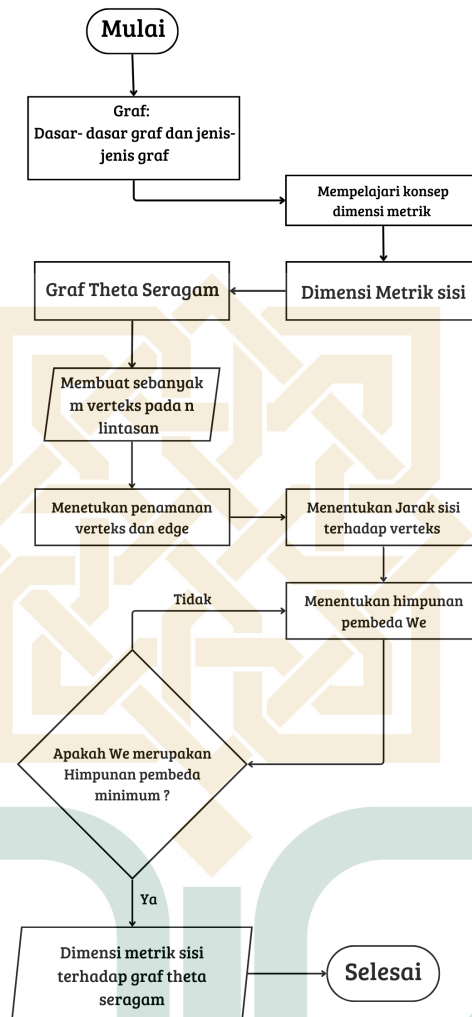 Mulai
Graf:
Dasar- dasar graf dan jenis-
jenis graf
Mempelajari konsep
dimensi metrik
Dimensi Metrik sisi
Graf Theta Seragam
Membuat sebanyak
m verteks pada n
lintasan
Menetukan penamanan
verteks dan edge
Menentukan Jarak sisi
terhadap verteks
Menentukan himpunan
pembeda We
Tidak
Apakah We merupakan
Himpunan pembeda
minimum ?
Ya
Dimensi metrik sisi
terhadap graf theta
seragam
Selesai